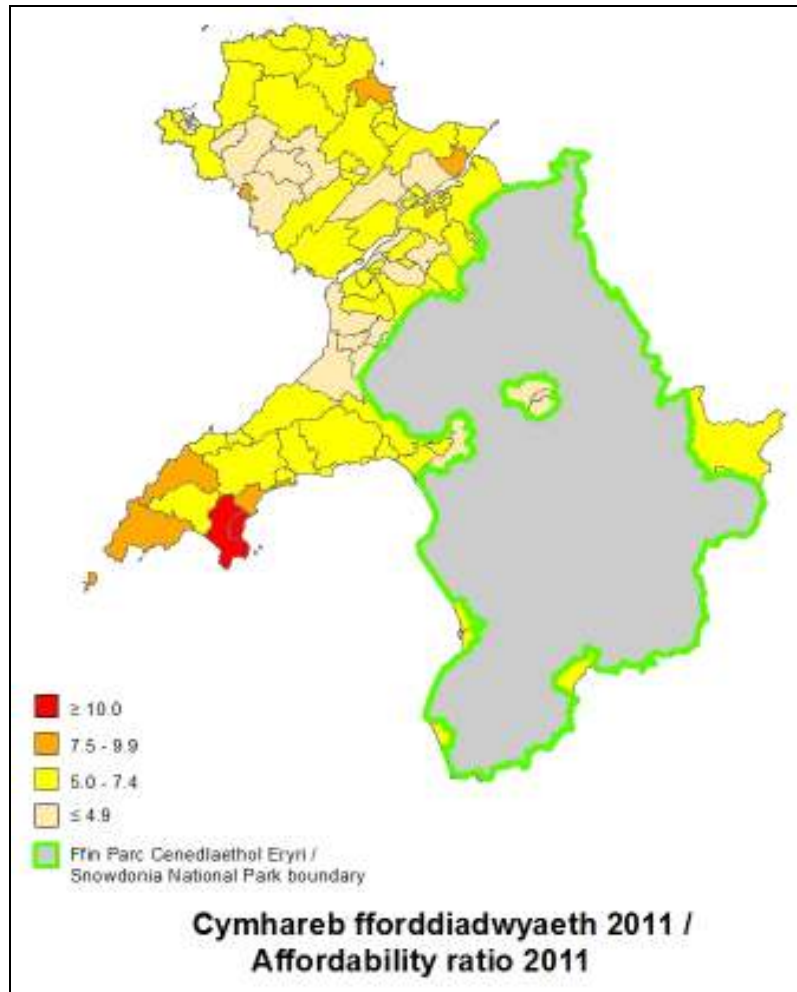 ≥ 10.0
7.5 - 9.9
5.0 - 7.4
≤ 4.9
Ffin Parc Cenedlaethol Eryri /
Snowdonia National Park boundary
Cymhareb fforddiadwyaeth 2011 /
Affordability ratio 2011